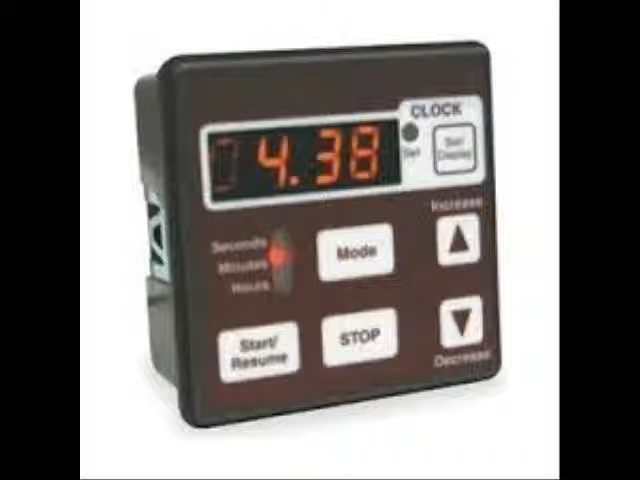 CLOCK
4.38
Set
Set/
Display
Increase
Seconds
Minutes
Hours
Mode
Start/
Resume
STOP
Decrease